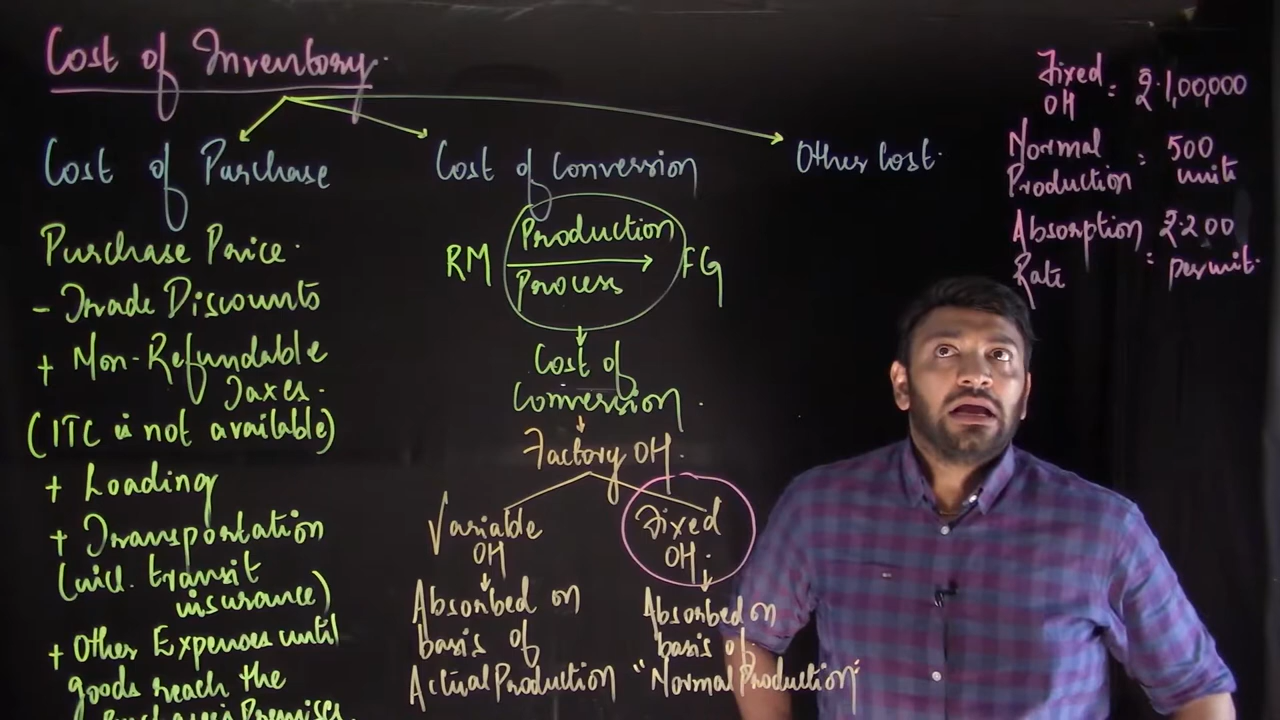 Cost of Inventory.
Cost of Purchase
Purchase Price.
- Trade Discounts
+ Non-Refundable
Taxes.
(ITC is not available)
+ Loading
+ Transportation
(incl. transit
insurance)
+ Other Expenses until
goods reach the
Purchaser's Premises.
Cost of Conversion
RM Production Process FG
Cost of
Conversion.
Factory OH.
Variable
OH
Absorbed on
basis of
Actual Production
Fixed
OH.
Absorbed on
basis of
"Normal Production"
Other Cost.
Fixed
OH = ₹.1,00,000
Normal
Production : 500
units
Absorption
Rate : ₹.200
per unit.